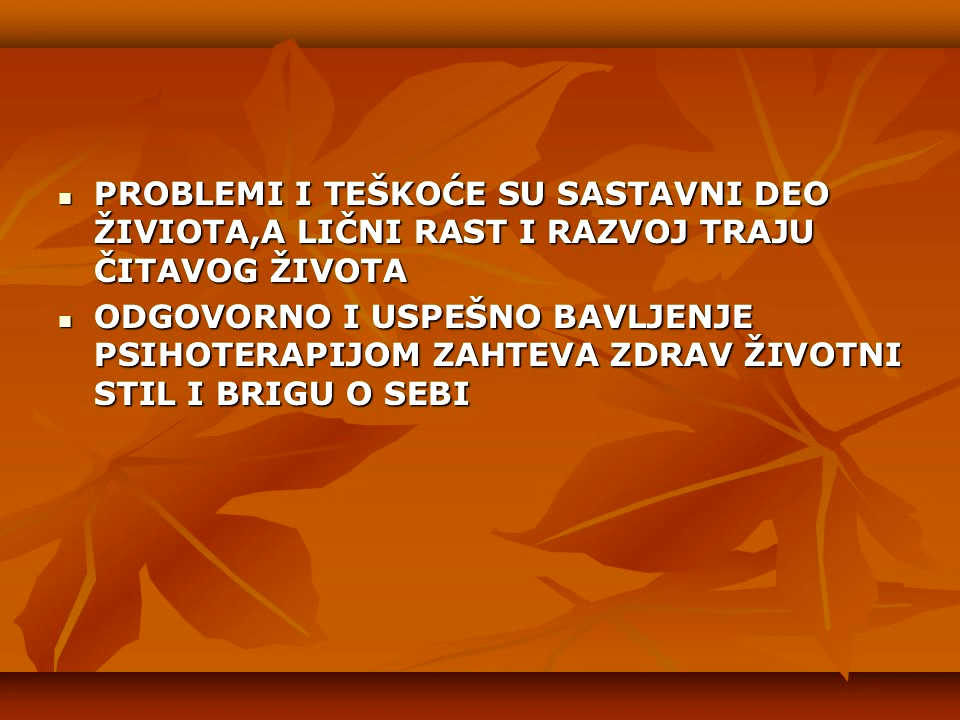 PROBLEMI I TEŠKOĆE SU SASTAVNI DEO
ŽIVIOTA,A LIČNI RAST I RAZVOJ TRAJU
ČITAVOG ŽIVOTA
ODGOVORNO I USPEŠNO BAVLJENJE
PSIHOTERAPIJOM ZAHTEVA ZDRAV ŽIVOTNI
STIL I BRIGU O SEBI